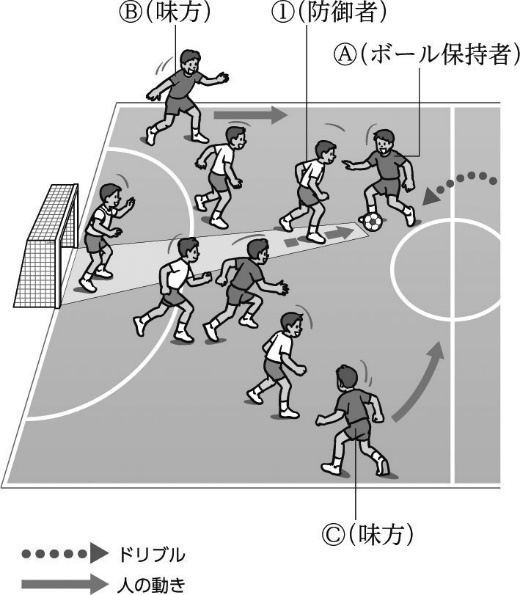 Ⓑ(味方)
①(防御者)
Ⓐ(ボール保持者)
Ⓒ(味方)
ドリブル
人の動き